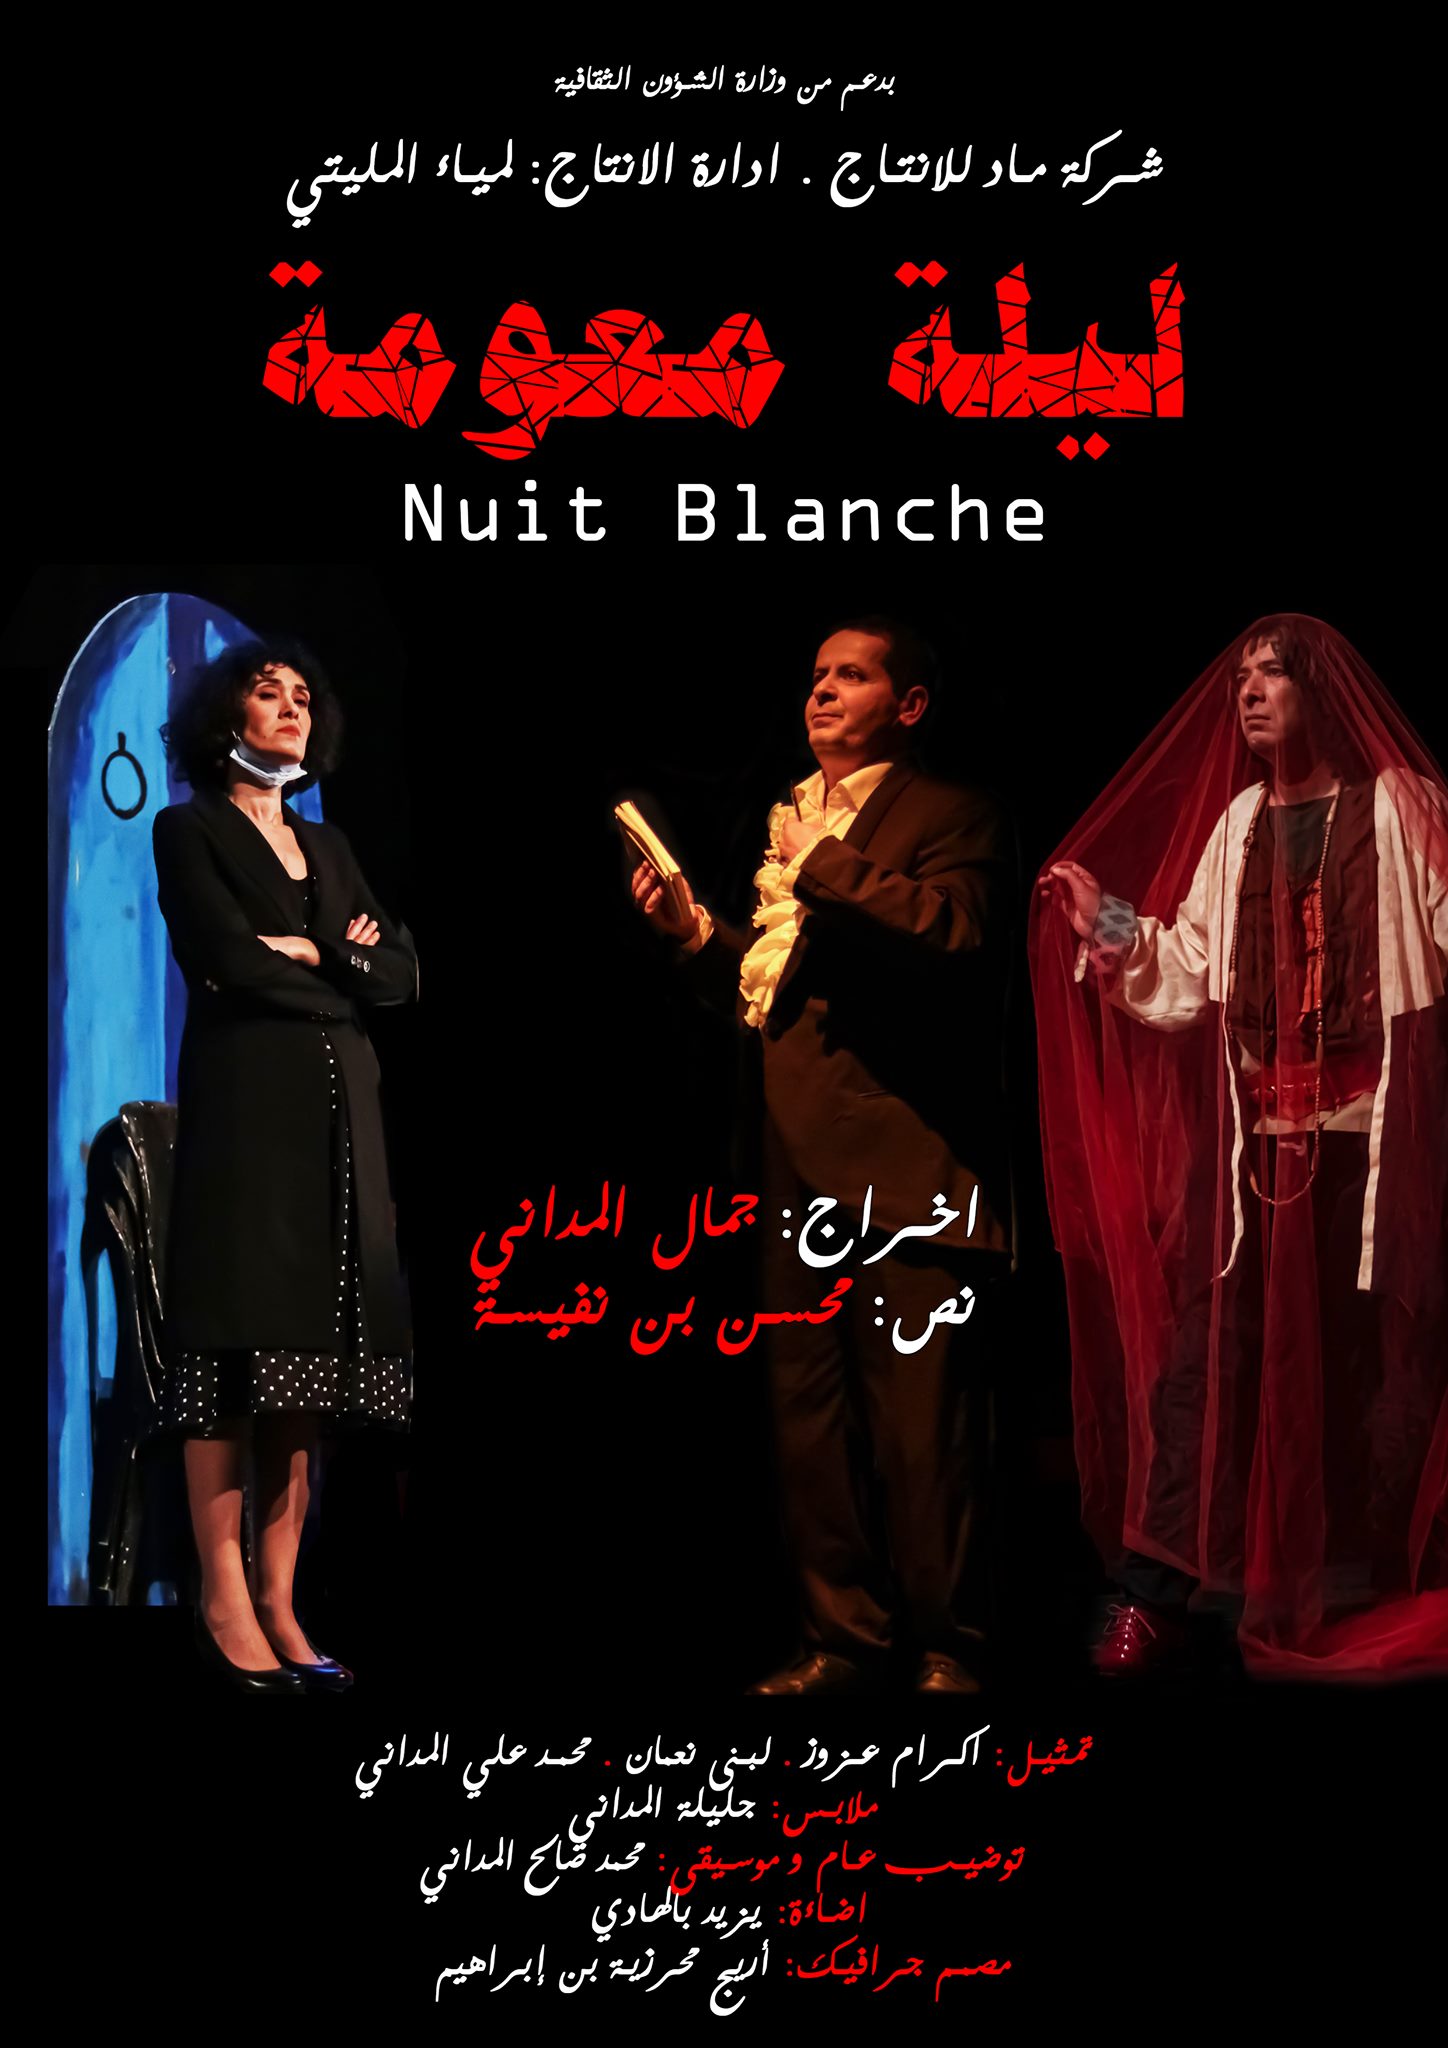 بدعم من وزارة الشؤون الثقافية
شركة ماد للانتاج . ادارة الانتاج: لمياء المليتي
ليلة معومة
Nuit Blanche
اخراج: جمال المداني
نص: محسن بن نفيسة
تمثيل: اكرام عزوز . لبنى نعمان . محمد علي المداني
ملابس: جليلة المداني
توضيب عام و موسيقى: محمد صالح المداني
اضاءة: يزيد بالهادي
مصمم جرافيك: أريج محرزية بن إبراهيم